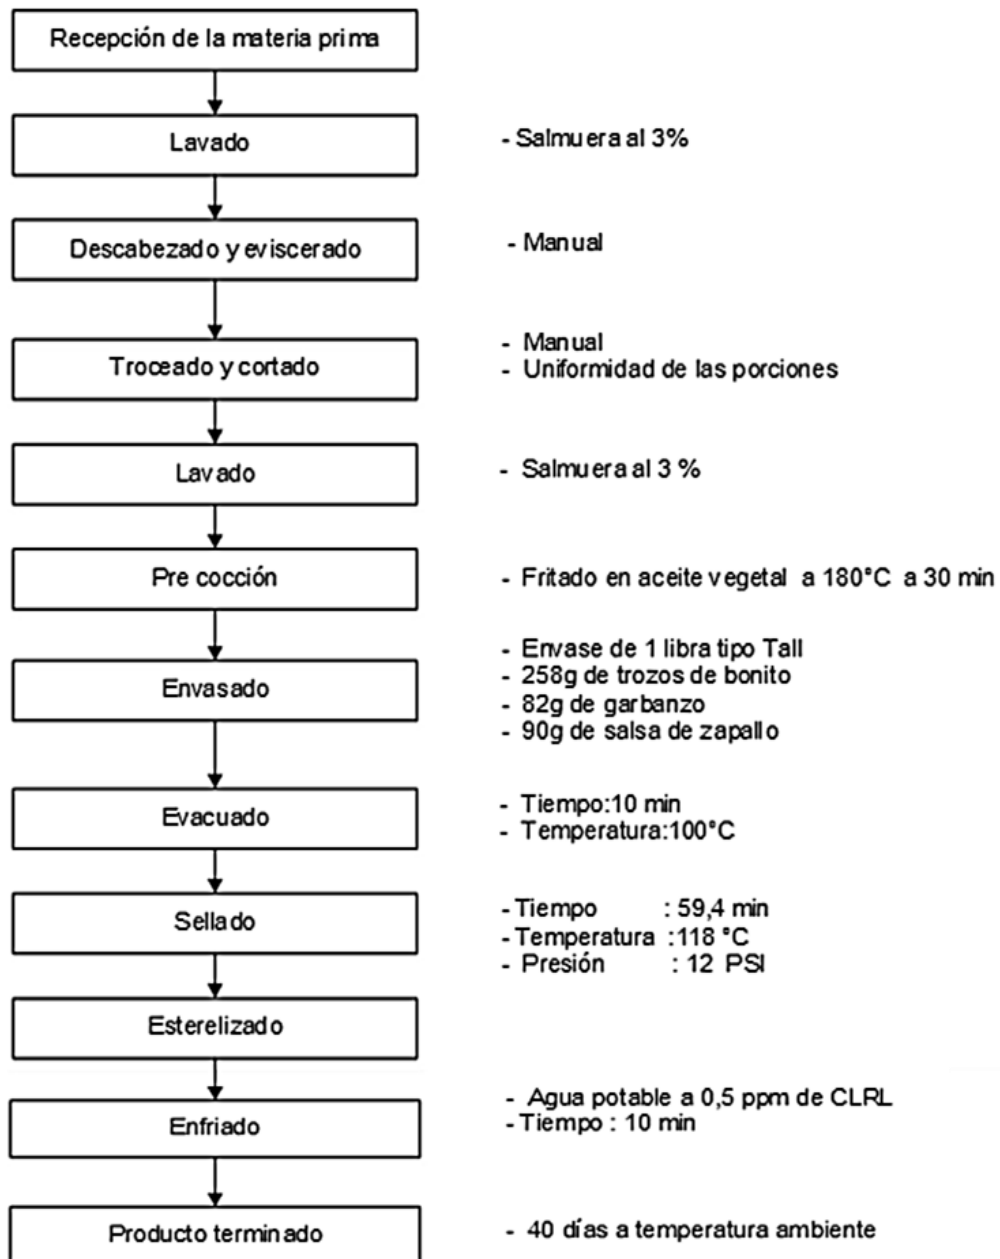 Recepción de la materia prima
Lavado
- Salmuera al 3%
Descabezado y eviscerado
- Manual
Troceado y cortado
- Manual
- Uniformidad de las porciones
Lavado
- Salmuera al 3 %
Pre cocción
- Fritado en aceite vegetal a 180°C a 30 min
Envasado
- Envase de 1 libra tipo Tall
- 258g de trozos de bonito
- 82g de garbanzo
- 90g de salsa de zapallo
Evacuado
- Tiempo:10 min
- Temperatura:100°C
Sellado
- Tiempo : 59,4 min
- Temperatura :118 °C
- Presión : 12 PSI
Esterelizado
Enfriado
- Agua potable a 0,5 ppm de CLRL
- Tiempo : 10 min
Producto terminado
- 40 días a temperatura ambiente